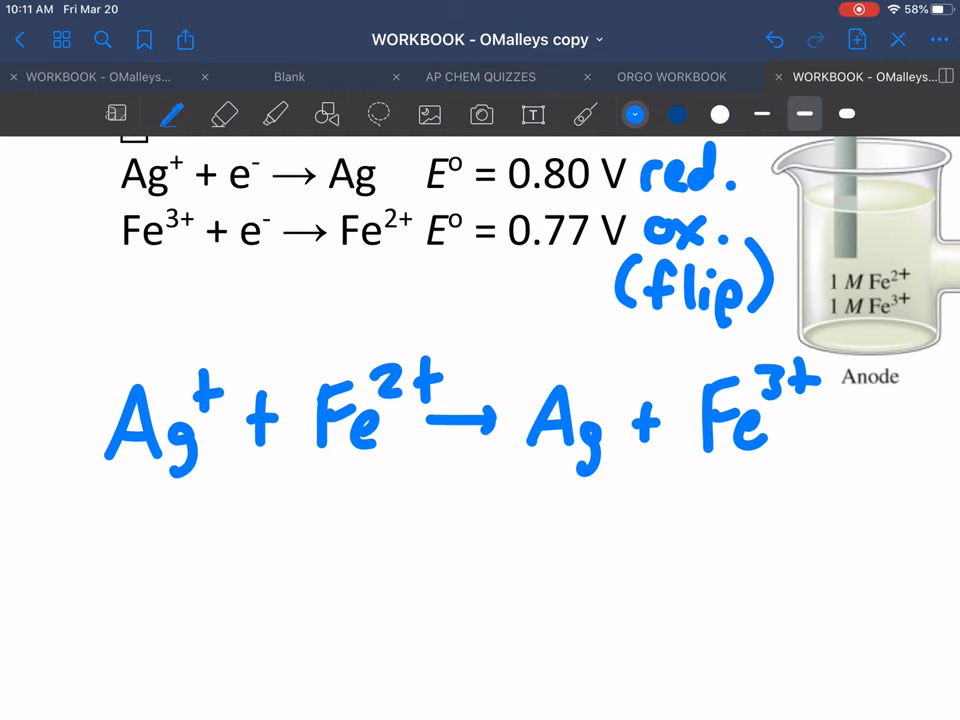 10:11 AM Fri Mar 20 58%
WORKBOOK - OMalleys copy
WORKBOOK - OMalleys... Blank AP CHEM QUIZZES ORGO WORKBOOK WORKBOOK - OMalleys...
Ag⁺ + e⁻ → Ag E° = 0.80 V red.
Fe³⁺ + e⁻ → Fe²⁺ E° = 0.77 V ox.
(flip)
1 M Fe²⁺
1 M Fe³⁺
Anode
Ag⁺ + Fe²⁺ → Ag + Fe³⁺